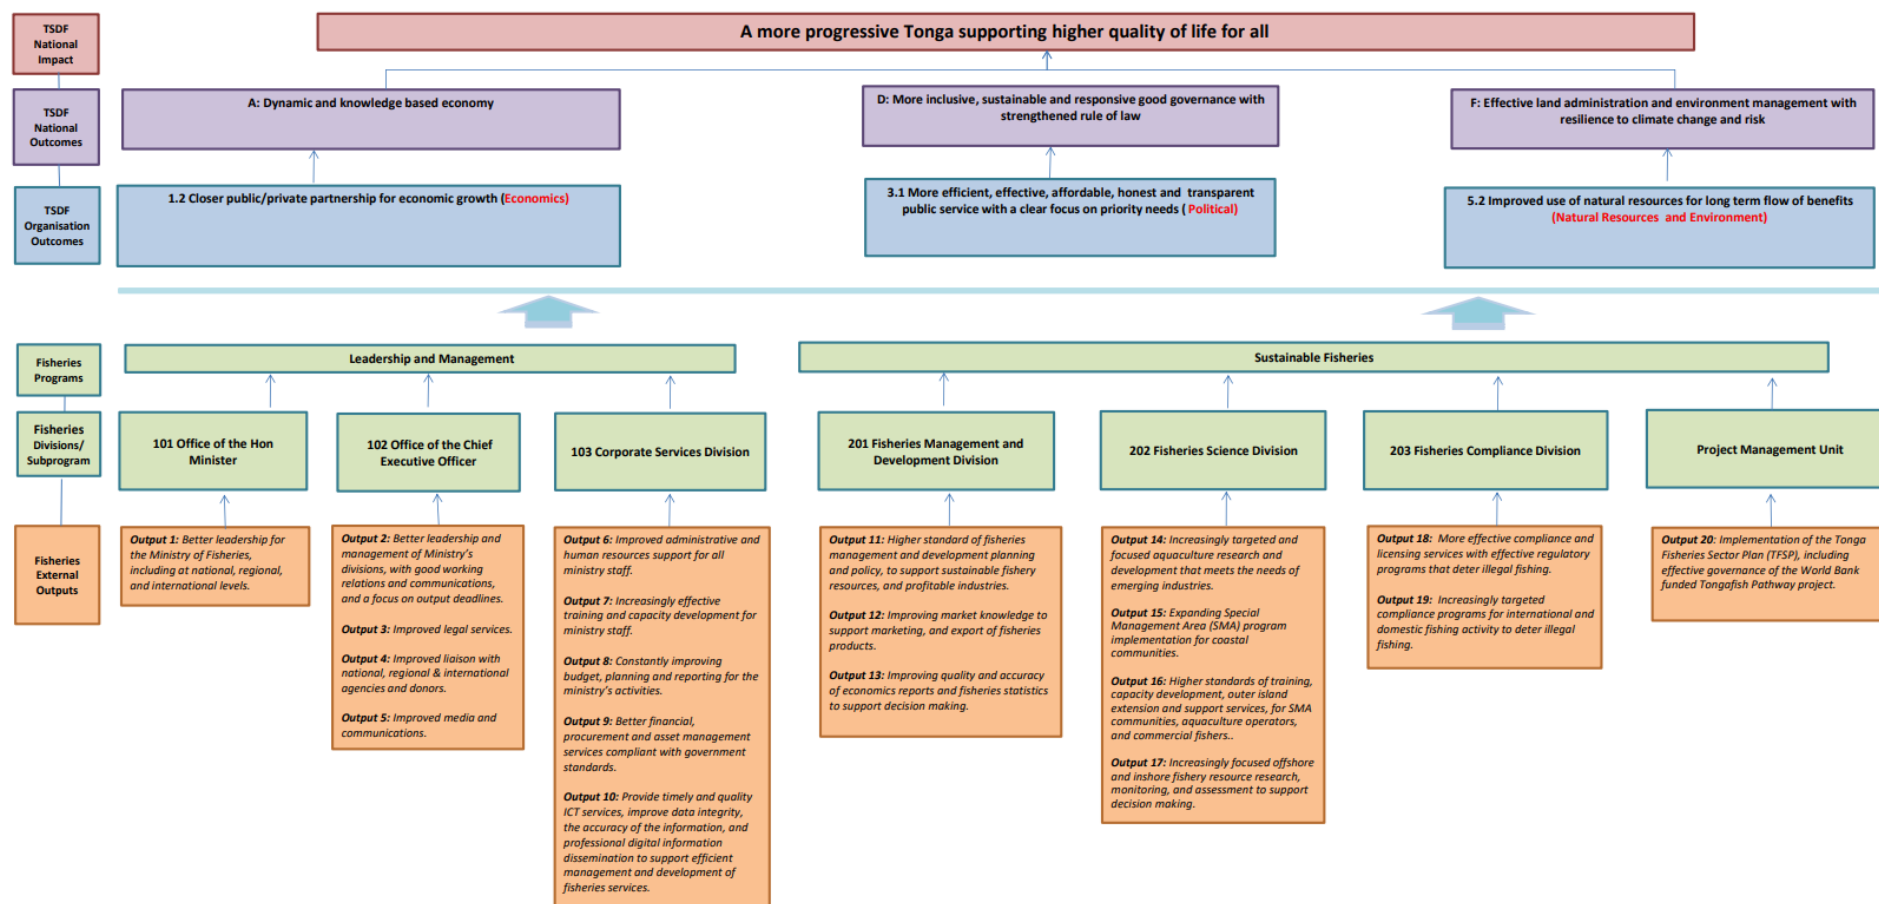 TSDF
National
Impact
A more progressive Tonga supporting higher quality of life for all
TSDF
National
Outcomes
A: Dynamic and knowledge based economy
D: More inclusive, sustainable and responsive good governance with
strengthened rule of law
F: Effective land administration and environment management with
resilience to climate change and risk
TSDF
Organisation
Outcomes
1.2 Closer public/private partnership for economic growth (Economics)
3.1 More efficient, effective, affordable, honest and transparent
public service with a clear focus on priority needs ( Political)
5.2 Improved use of natural resources for long term flow of benefits
(Natural Resources and Environment)
Fisheries
Programs
Leadership and Management
Sustainable Fisheries
Fisheries
Divisions/
Subprogram
101 Office of the Hon
Minister
102 Office of the Chief
Executive Officer
103 Corporate Services Division
201 Fisheries Management and
Development Division
202 Fisheries Science Division
203 Fisheries Compliance Division
Project Management Unit
Fisheries
External
Outputs
Output 1: Better leadership for
the Ministry of Fisheries,
including at national, regional,
and international levels.
Output 2: Better leadership and
management of Ministry's
divisions, with good working
relations and communications,
and a focus on output deadlines.
Output 3: Improved legal services.
Output 4: Improved liaison with
national, regional & international
agencies and donors.
Output 5: Improved media and
communications.
Output 6: Improved administrative and
human resources support for all
ministry staff.
Output 7: Increasingly effective
training and capacity development for
ministry staff.
Output 8: Constantly improving
budget, planning and reporting for the
ministry's activities.
Output 9: Better financial,
procurement and asset management
services compliant with government
standards.
Output 10: Provide timely and quality
ICT services, improve data integrity,
the accuracy of the information, and
professional digital information
dissemination to support efficient
management and development of
fisheries services.
Output 11: Higher standard of fisheries
management and development planning
and policy, to support sustainable fishery
resources, and profitable industries.
Output 12: Improving market knowledge to
support marketing, and export of fisheries
products.
Output 13: Improving quality and accuracy
of economics reports and fisheries statistics
to support decision making.
Output 14: Increasingly targeted and
focused aquaculture research and
development that meets the needs of
emerging industries.
Output 15: Expanding Special
Management Area (SMA) program
implementation for coastal
communities.
Output 16: Higher standards of training,
capacity development, outer island
extension and support services, for SMA
communities, aquaculture operators,
and commercial fishers..
Output 17: Increasingly focused offshore
and inshore fishery resource research,
monitoring, and assessment to support
decision making.
Output 18: More effective compliance and
licensing services with effective regulatory
programs that deter illegal fishing.
Output 19: Increasingly targeted
compliance programs for international and
domestic fishing activity to deter illegal
fishing.
Output 20: Implementation of the Tonga
Fisheries Sector Plan (TFSP), including
effective governance of the World Bank
funded Tongafish Pathway project.